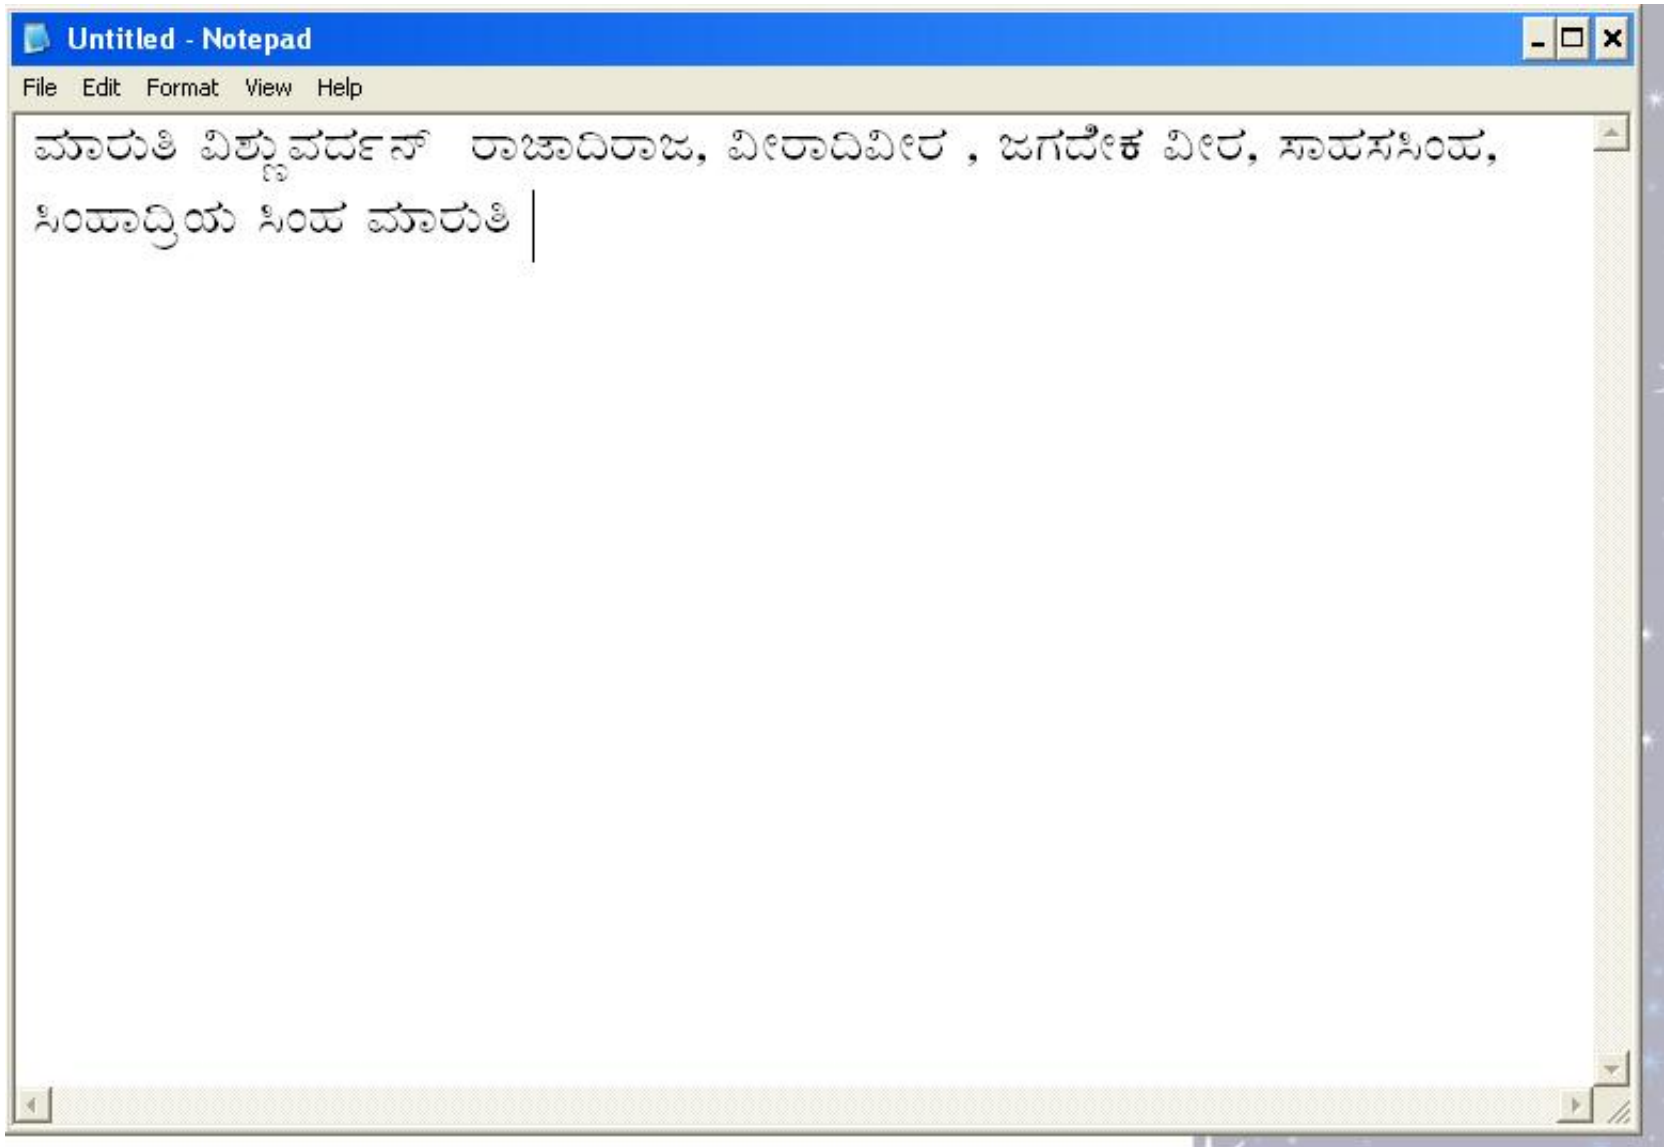 Untitled - Notepad
File Edit Format View Help
ಮಾರುತಿ ವಿಶ್ಣುವರ್ದನ್ ರಾಜಾದಿರಾಜ, ವೀರಾದಿವೀರ , ಜಗದೇಕ ವೀರ, ಸಾಹಸಸಿಂಹ,
ಸಿಂಹಾದ್ರಿಯ ಸಿಂಹ ಮಾರುತಿ